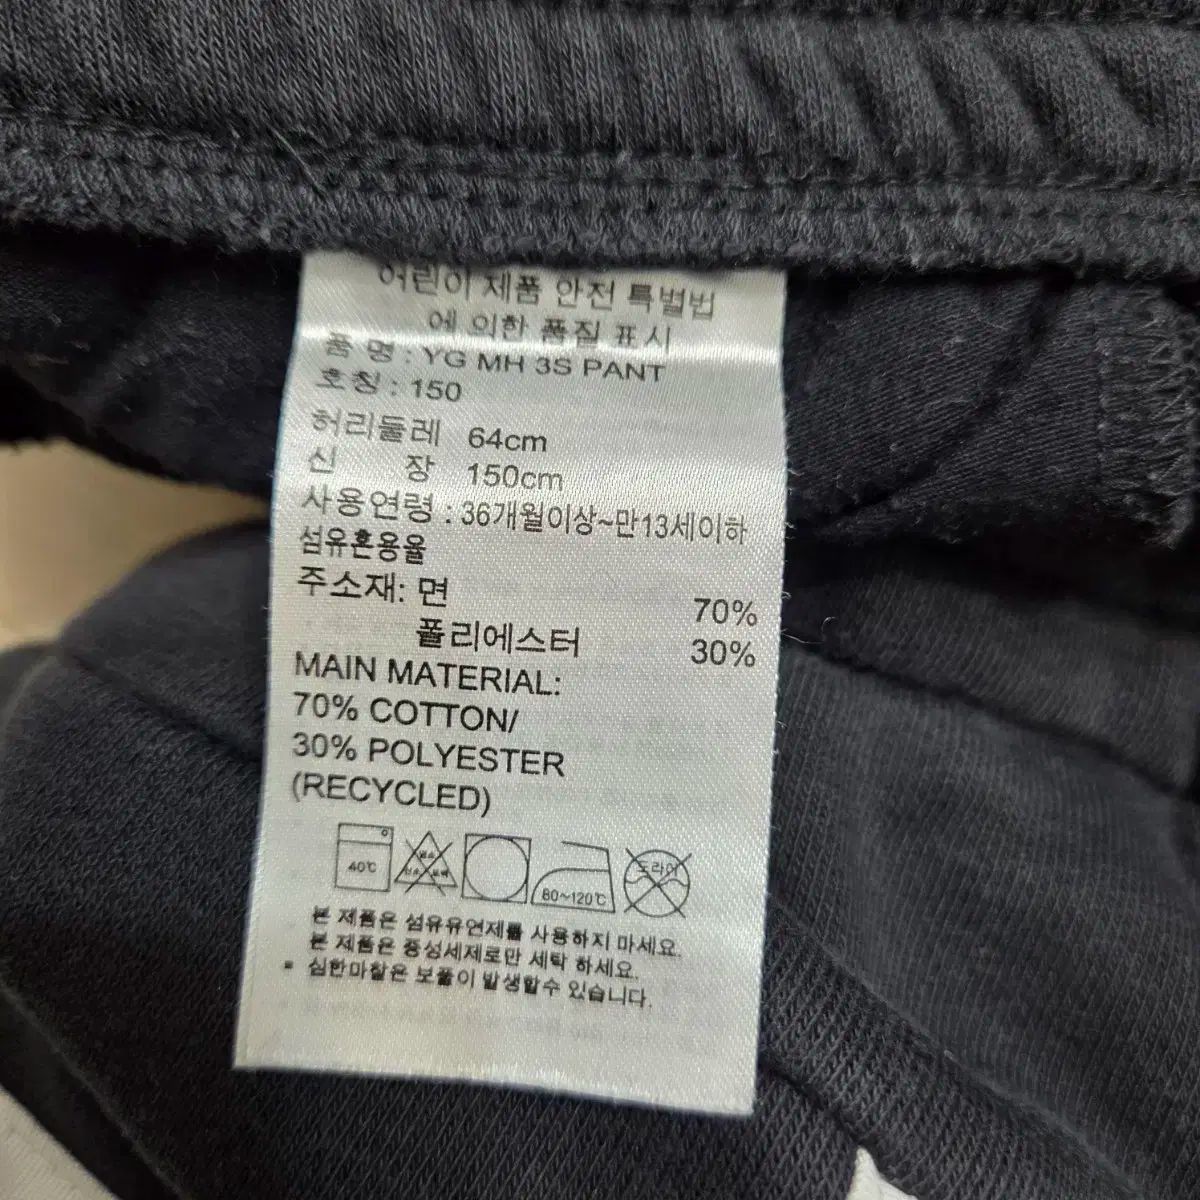 어린이 제품 안전 특별법
에 의한 품질 표시
품 명 : YG MH 3S PANT
호칭 : 150
허리둘레 64cm
신 장 150cm
사용연령 : 36개월이상~만13세이하
섬유혼용율
주소재: 면 70%
폴리에스터 30%
MAIN MATERIAL:
70% COTTON/
30% POLYESTER
(RECYCLED)
40℃
80~120℃
드라이
본 제품은 섬유유연제를 사용하지 마세요.
본 제품은 중성세제로만 세탁 하세요.
* 심한마찰은 보풀이 발생할수 있습니다.